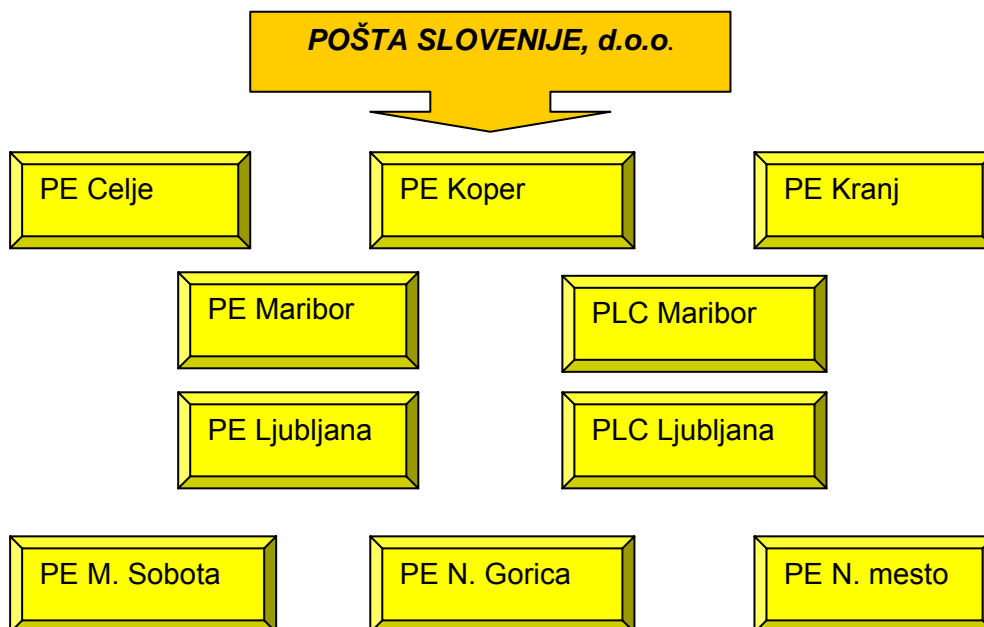 POŠTA SLOVENIJE, d.o.o.
PE Celje
PE Koper
PE Kranj
PE Maribor
PLC Maribor
PE Ljubljana
PLC Ljubljana
PE M. Sobota
PE N. Gorica
PE N. mesto